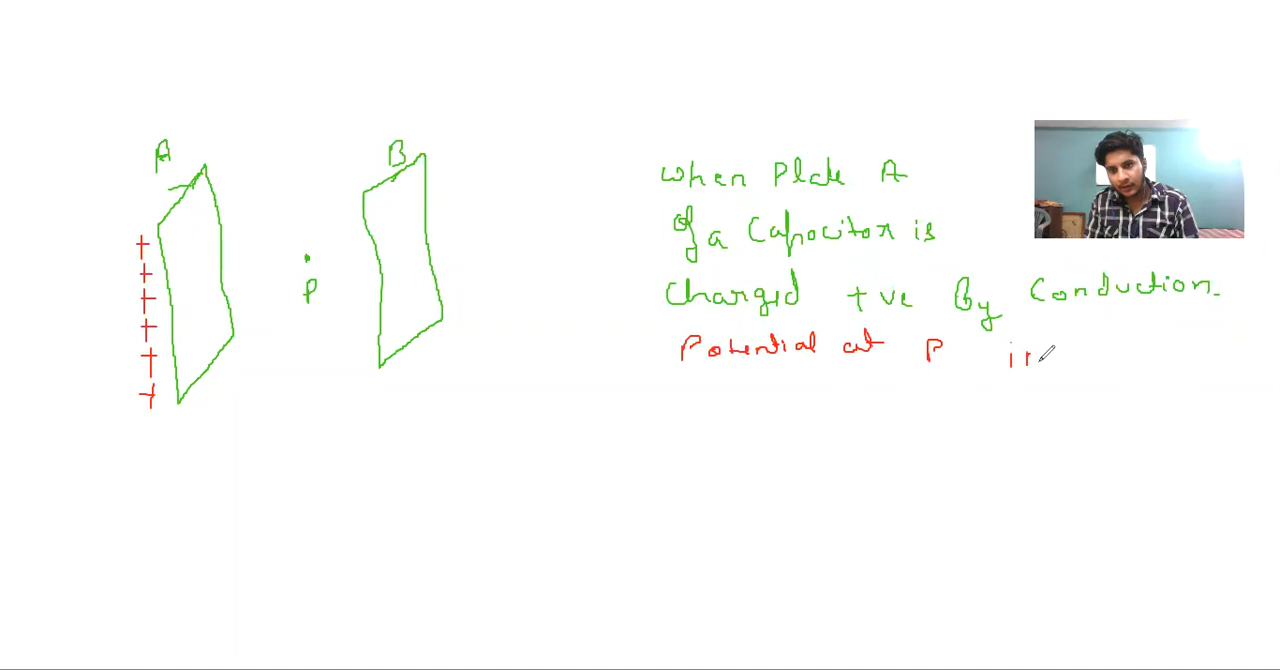 A
B
P
+
+
+
+
+
+
When Plate A
of a Capacitor is
Charged +ve By Conduction.
Potential at P